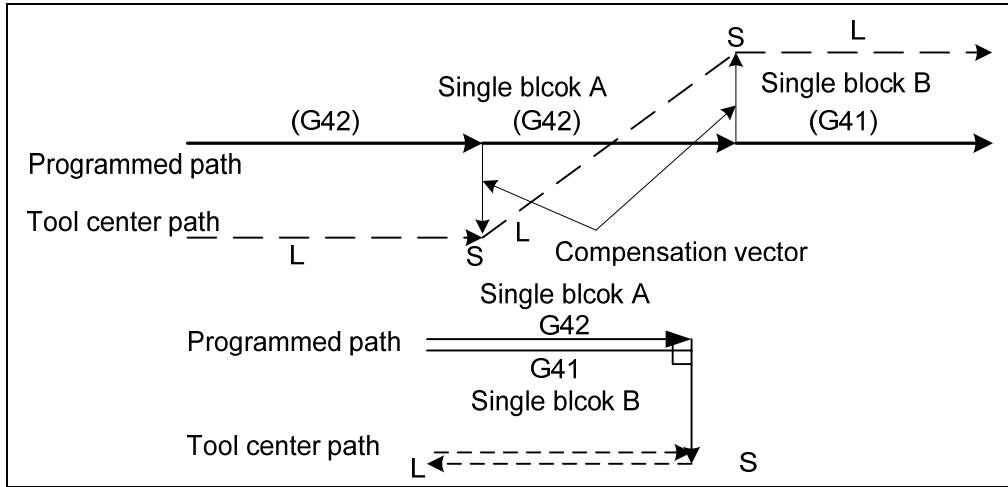 S
L
Single blcok A
Single block B
(G42)
(G42)
(G41)
Programmed path
Tool center path
L
S
L
Compensation vector
Single blcok A
G42
Programmed path
G41
Single blcok B
Tool center path
L
S